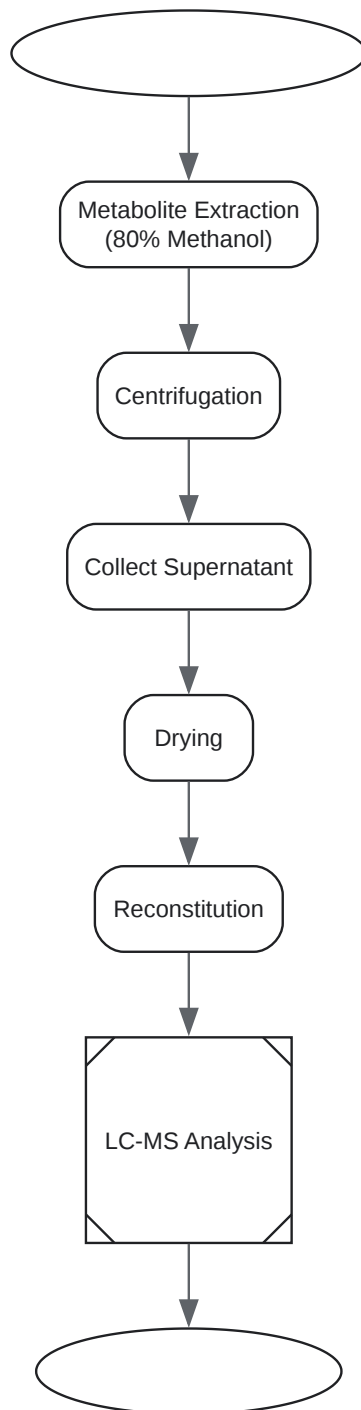 Metabolite Extraction
(80% Methanol)
Centrifugation
Collect Supernatant
Drying
Reconstitution
LC-MS Analysis